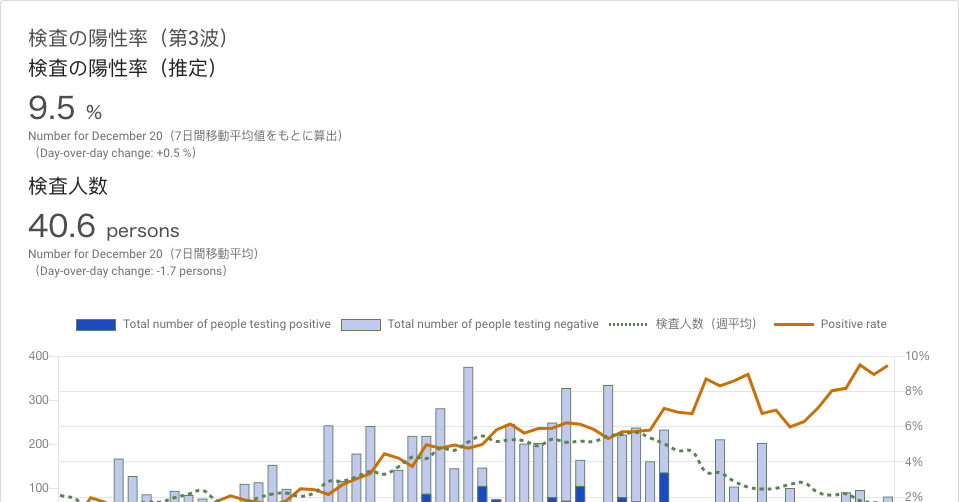 検査の陽性率（第3波）
検査の陽性率（推定）
9.5 %
Number for December 20（7日間移動平均値をもとに算出）
（Day-over-day change: +0.5 %）
検査人数
40.6 persons
Number for December 20（7日間移動平均）
（Day-over-day change: -1.7 persons）
Total number of people testing positive Total number of people testing negative 検査人数（週平均） Positive rate
400 10%
8%
300
6%
200
4%
100
2%